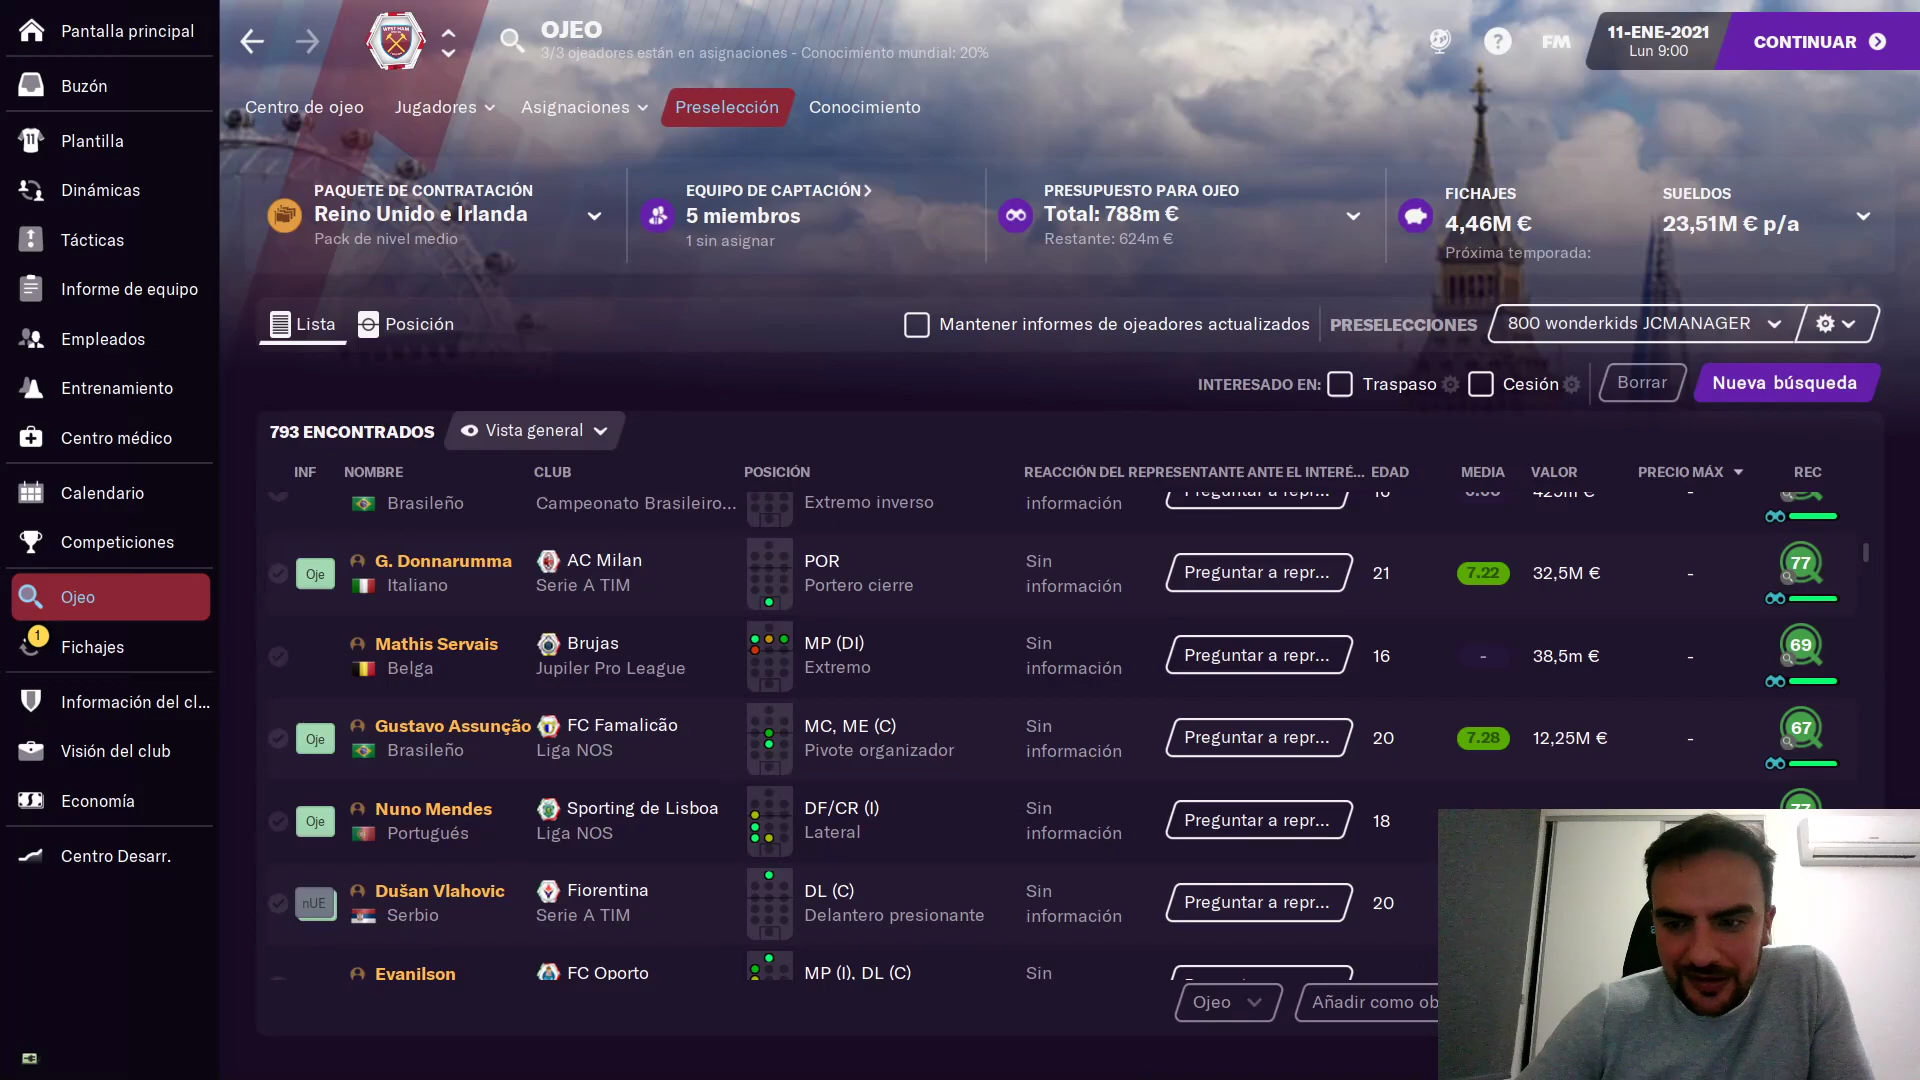 Pantalla principal
Buzón
Plantilla
Dinámicas
Tácticas
Informe de equipo
Empleados
Entrenamiento
Centro médico
Calendario
Competiciones
Ojeo
1
Fichajes
Información del cl...
Visión del club
Economía
Centro Desarr.
OJEO
3/3 ojeadores están en asignaciones - Conocimiento mundial: 20%
?
FM
11-ENE-2021
Lun 9:00
CONTINUAR
Centro de ojeo
Jugadores
Asignaciones
Preselección
Conocimiento
PAQUETE DE CONTRATACIÓN
Reino Unido e Irlanda
Pack de nivel medio
EQUIPO DE CAPTACIÓN
5 miembros
1 sin asignar
PRESUPUESTO PARA OJEO
Total: 788m €
Restante: 624m €
FICHAJES
4,46M €
Próxima temporada:
SUELDOS
23,51M € p/a
Lista
Posición
Mantener informes de ojeadores actualizados
PRESELECCIONES
800 wonderkids JCMANAGER
INTERESADO EN:
Traspaso
Cesión
Borrar
Nueva búsqueda
793 ENCONTRADOS
Vista general
INF NOMBRE CLUB POSICIÓN REACCIÓN DEL REPRESENTANTE ANTE EL INTERÉ... EDAD MEDIA VALOR PRECIO MÁX REC
Brasileño Campeonato Brasileiro... Extremo inverso información -
Oje G. Donnarumma AC Milan POR Sin Preguntar a repr... 21 7.22 32,5M € - 77
Italiano Serie A TIM Portero cierre información
Mathis Servais Brujas MP (DI) Sin Preguntar a repr... 16 - 38,5m € - 69
Belga Jupiler Pro League Extremo información
Oje Gustavo Assunção FC Famalicão MC, ME (C) Sin Preguntar a repr... 20 7.28 12,25M € - 67
Brasileño Liga NOS Pivote organizador información
Oje Nuno Mendes Sporting de Lisboa DF/CR (I) Sin Preguntar a repr... 18
Portugués Liga NOS Lateral información
nUE Dušan Vlahovic Fiorentina DL (C) Sin Preguntar a repr... 20
Serbio Serie A TIM Delantero presionante información
Evanilson FC Oporto MP (I), DL (C) Sin
Ojeo
Añadir como ob